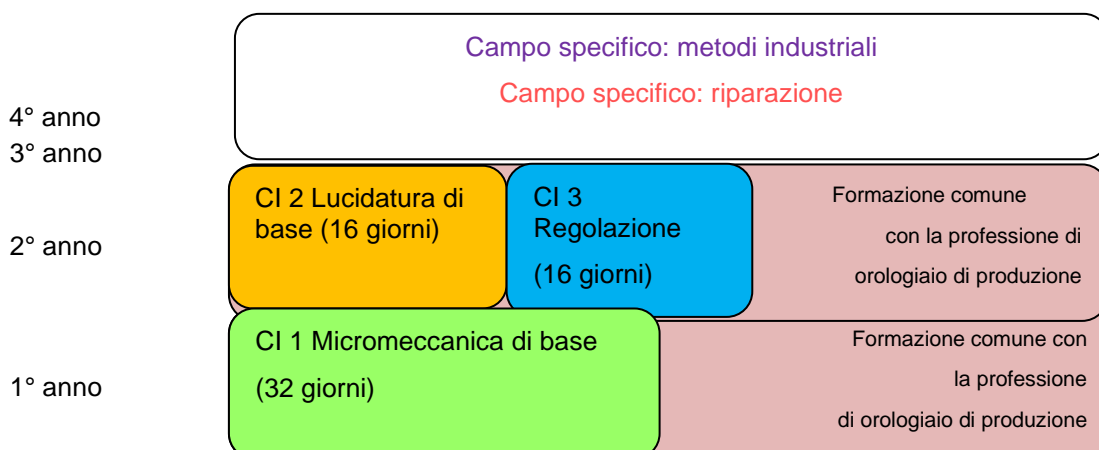 Campo specifico: metodi industriali
Campo specifico: riparazione
4° anno
3° anno
CI 2 Lucidatura di
base (16 giorni)
CI 3
Regolazione
(16 giorni)
Formazione comune
con la professione di
orologiaio di produzione
2° anno
CI 1 Micromeccanica di base
(32 giorni)
Formazione comune con
la professione
di orologiaio di produzione
1° anno